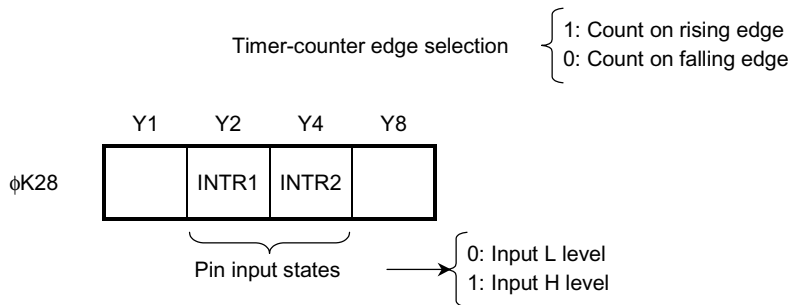 Timer-counter edge selection
1: Count on rising edge
0: Count on falling edge
Y1 Y2 Y4 Y8
ϕK28 INTR1 INTR2
Pin input states
0: Input L level
1: Input H level